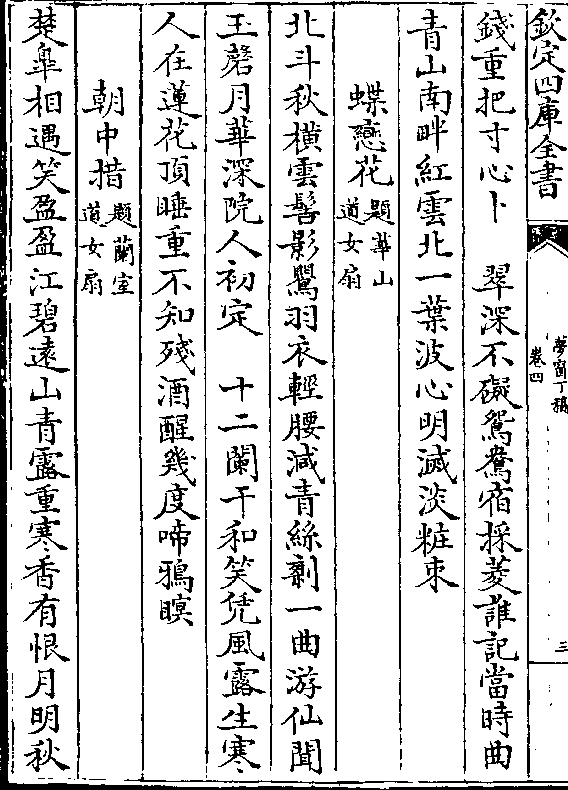 欽定四庫全書
夢窗丁稿
卷四
三
錢重把寸心卜　翠深不礙鴛鴦宿採菱誰記當時曲
青山南畔紅雲北一葉波心明滅淡粧束
蝶戀花題華山道女扇
北斗秋橫雲髻影鶯羽衣輕腰減青絲剩一曲游仙聞
玉磬月華深院人初定　十二闌干和笑凭風露生寒
人在蓮花頂睡重不知殘酒醒幾度啼鴉暝
朝中措題蘭室道女扇
楚臯相遇笑盈盈江碧遠山青露重寒香有恨月明秋